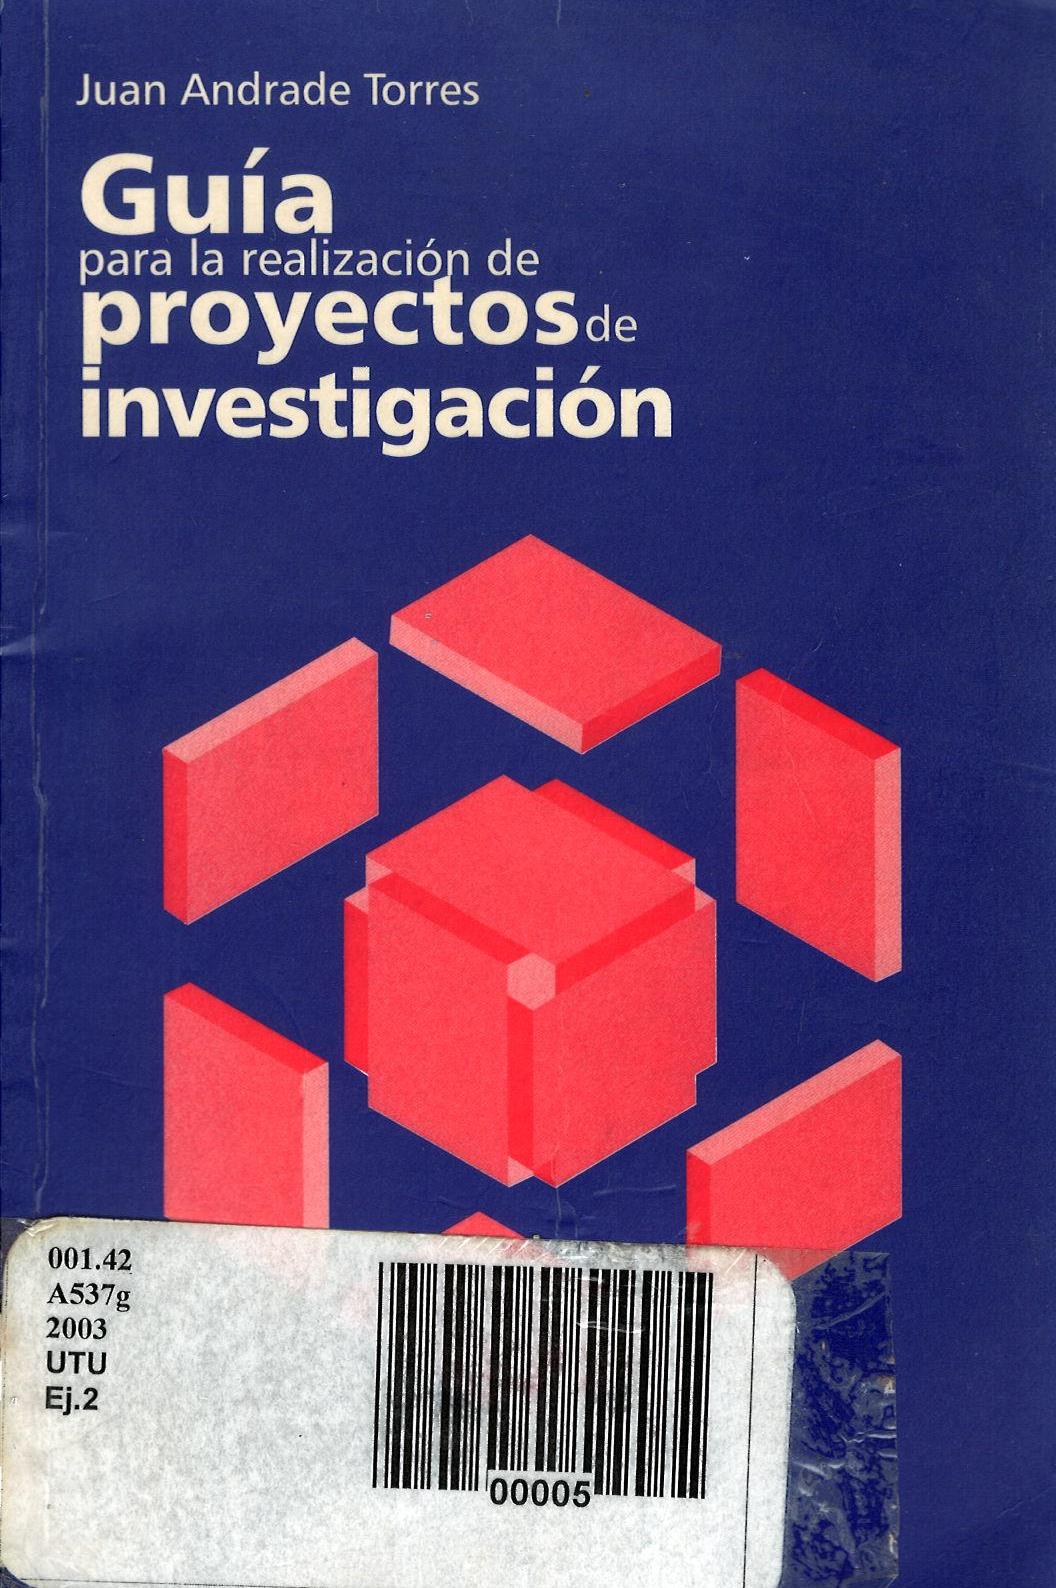 Juan Andrade Torres
Guía
para la realización de
proyectos de
investigación
001.42
A537g
2003
UTU
Ej.2
00005